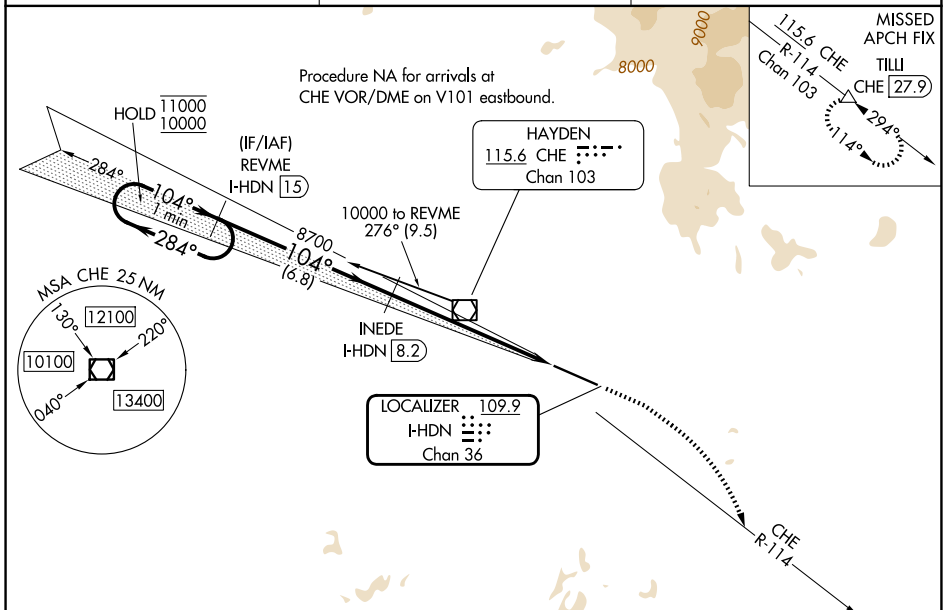 Procedure NA for arrivals at
CHE VOR/DME on V101 eastbound.
8000
9000
MISSED
APCH FIX
TILLI
CHE 27.9
115.6 CHE
R-114
Chan 103
294°
114°
HOLD
11000
10000
(IF/IAF)
REVME
I-HDN 15
HAYDEN
115.6 CHE
Chan 103
284°
104°
1 min
284°
8700
104°
(6.8)
10000 to REVME
276° (9.5)
INEDE
I-HDN 8.2
MSA CHE 25 NM
130°
12100
220°
10100
040°
13400
LOCALIZER 109.9
I-HDN
Chan 36
CHE
R-114